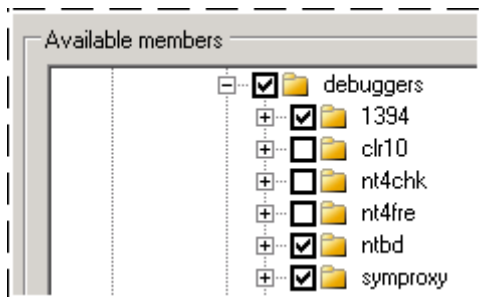 Available members
debuggers
1394
clr10
nt4chk
nt4fre
ntbd
symproxy